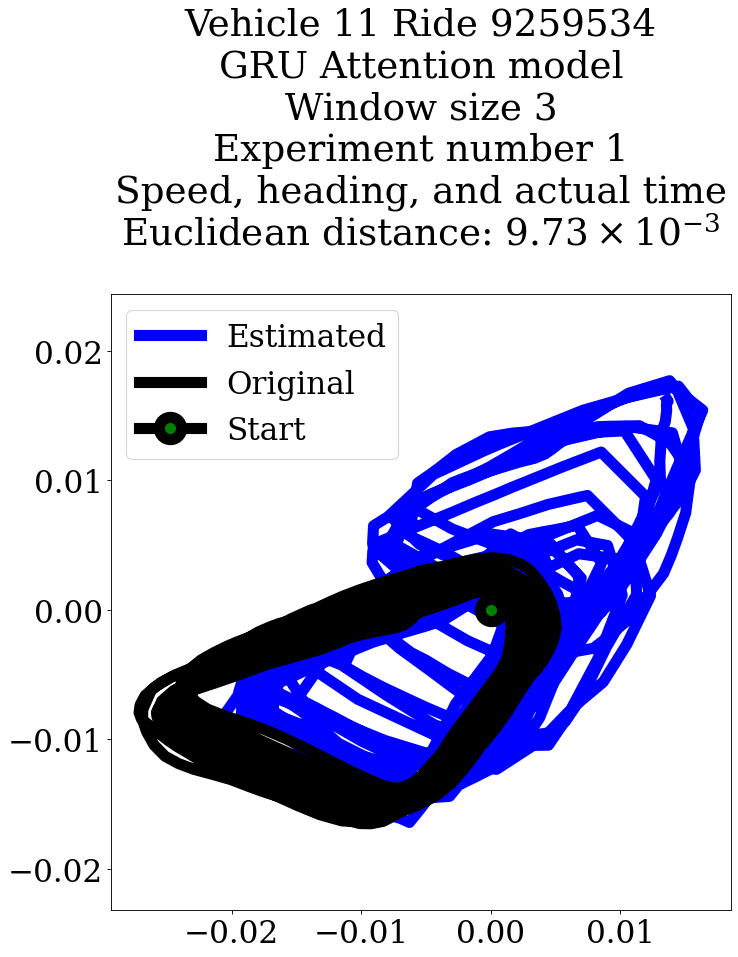 Vehicle 11 Ride 9259534
GRU Attention model
Window size 3
Experiment number 1
Speed, heading, and actual time
Euclidean distance: 9.73 × 10⁻³
Estimated
Original
Start
0.02
0.01
0.00
−0.01
−0.02
−0.02 −0.01 0.00 0.01